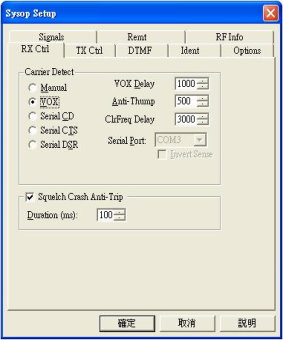 Sysop Setup
Signals Remt RF Info
RX Ctrl TX Ctrl DTMF Ident Options
Carrier Detect
Manual
VOX
Serial CD
Serial CTS
Serial DSR
VOX Delay 1000
Anti-Thump 500
ClrFreq Delay 3000
Serial Port: COM3
Invert Sense
Squelch Crash Anti-Trip
Duration (ms): 100
確定 取消 說明